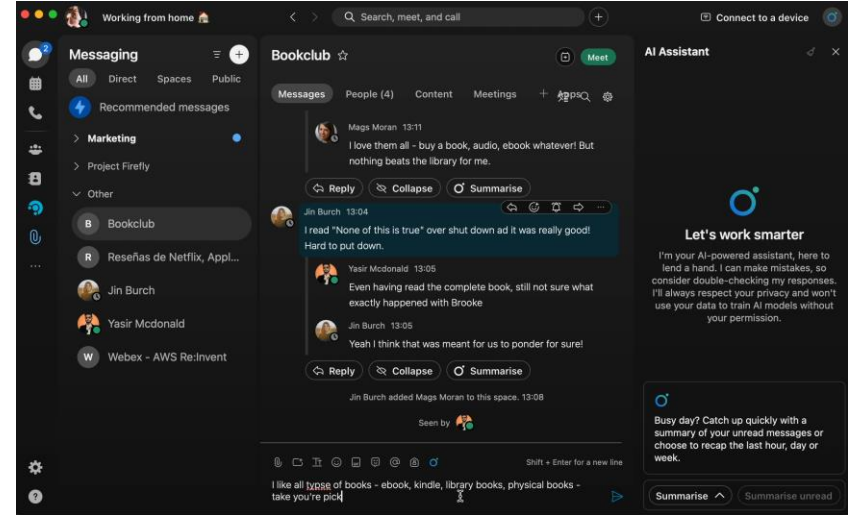 Working from home
Search, meet, and call
Connect to a device
2
Messaging
All Direct Spaces Public
Recommended messages
Marketing
Project Firefly
Other
B Bookclub
R Reseñas de Netflix, Appl...
Jin Burch
Yasir Mcdonald
W Webex - AWS Re:Invent
Bookclub
Meet
Messages People (4) Content Meetings + Apps
Mags Moran 13:11
I love them all - buy a book, audio, ebook whatever! But
nothing beats the library for me.
Reply Collapse Summarise
Jin Burch 13:04
I read "None of this is true" over shut down ad it was really good!
Hard to put down.
Yasir Mcdonald 13:05
Even having read the complete book, still not sure what
exactly happened with Brooke
Jin Burch 13:05
Yeah I think that was meant for us to ponder for sure!
Reply Collapse Summarise
Jin Burch added Mags Moran to this space. 13:08
Seen by
Shift + Enter for a new line
I like all typse of books - ebook, kindle, library books, physical books -
take you're pick
AI Assistant
Let's work smarter
I'm your AI-powered assistant, here to
lend a hand. I can make mistakes, so
consider double-checking my responses.
I'll always respect your privacy and won't
use your data to train AI models without
your permission.
Busy day? Catch up quickly with a
summary of your unread messages or
choose to recap the last hour, day or
week.
Summarise Summarise unread